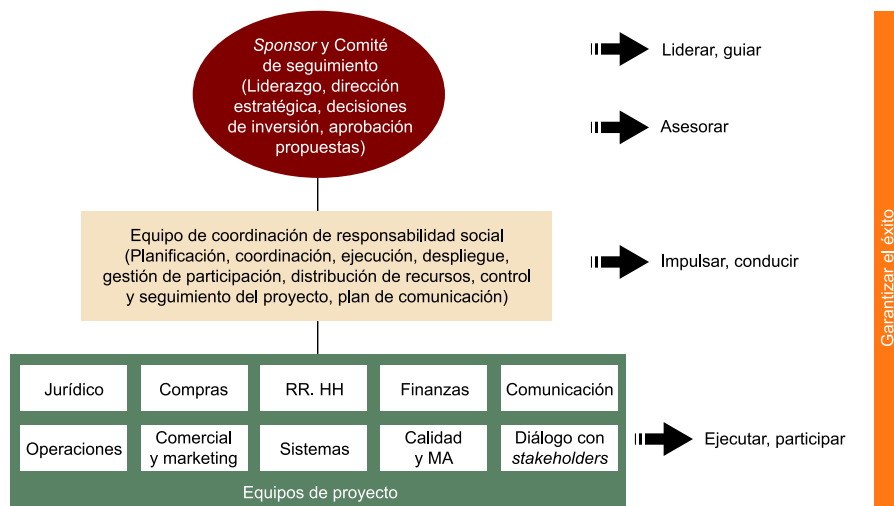 Sponsor y Comité
de seguimiento
(Liderazgo, dirección
estratégica, decisiones
de inversión, aprobación
propuestas)
Liderar, guiar
Asesorar
Equipo de coordinación de responsabilidad social
(Planificación, coordinación, ejecución, despliegue,
gestión de participación, distribución de recursos, control
y seguimiento del proyecto, plan de comunicación)
Impulsar, conducir
Jurídico
Compras
RR. HH
Finanzas
Comunicación
Operaciones
Comercial
y marketing
Sistemas
Calidad
y MA
Diálogo con
stakeholders
Equipos de proyecto
Ejecutar, participar
Garantizar el éxito